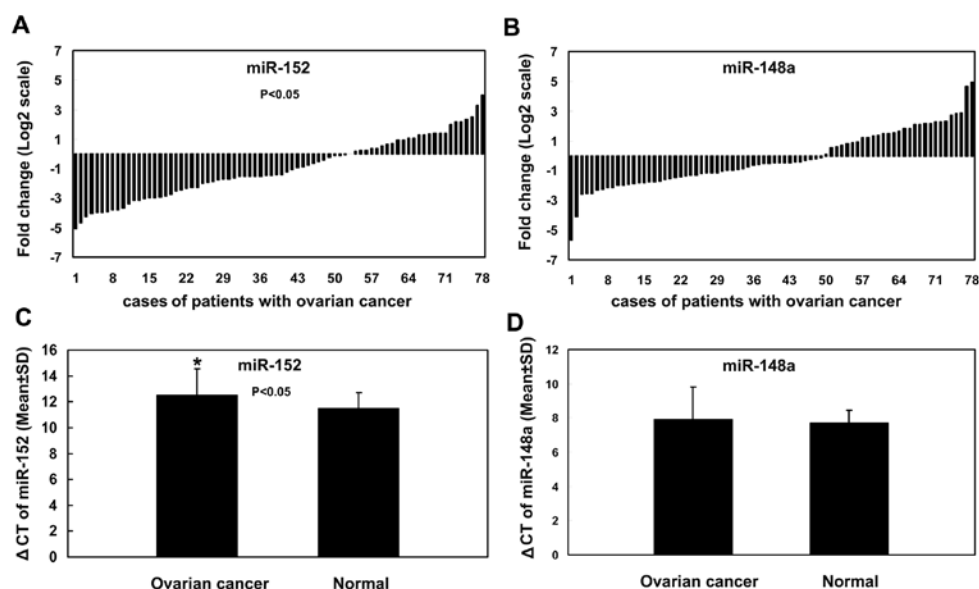 A
Fold change (Log2 scale)
7
5
3
1
-1
-3
-5
-7
miR-152
P<0.05
1 8 15 22 29 36 43 50 57 64 71 78
cases of patients with ovarian cancer
B
Fold change (Log2 scale)
7
5
3
1
-1
-3
-5
-7
miR-148a
1 8 15 22 29 36 43 50 57 64 71 78
cases of patients with ovarian cancer
C
Δ CT of miR-152 (Mean±SD)
16
14
12
10
8
6
4
2
0
*
miR-152
P<0.05
Ovarian cancer Normal
D
Δ CT of miR-148a (Mean±SD)
12
10
8
6
4
2
0
miR-148a
Ovarian cancer Normal